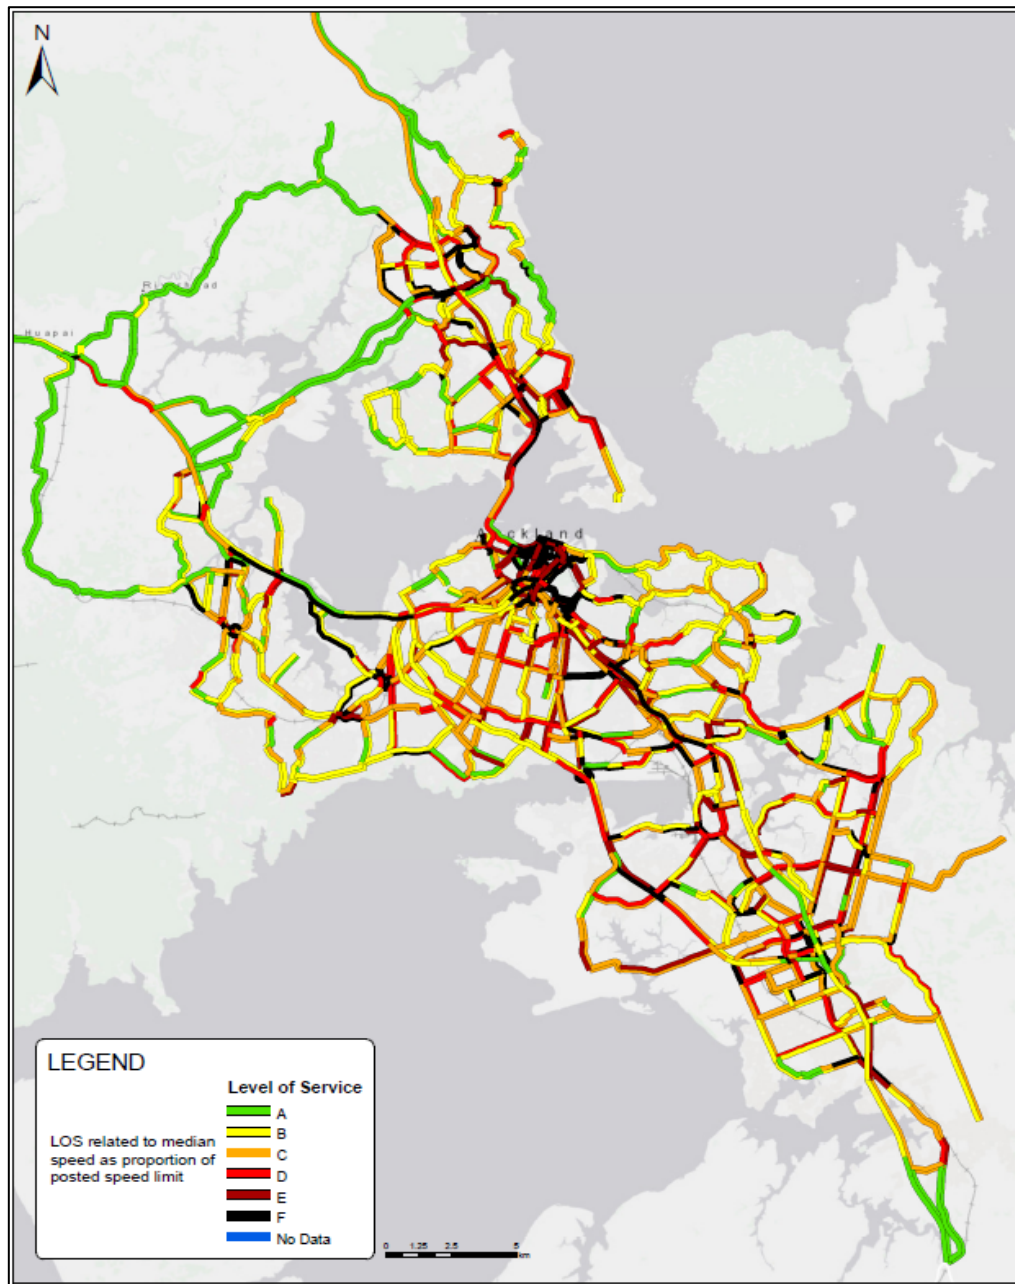 N
Riverhead
Huapai
Auckland
LEGEND
Level of Service
LOS related to median
speed as proportion of
posted speed limit
A
B
C
D
E
F
No Data
0 1.25 2.5 5
km